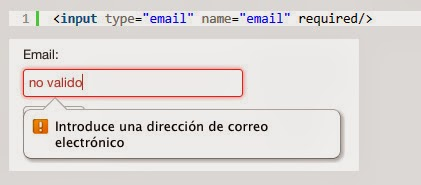 1 <input type="email" name="email" required/>
Email:
no valido
Introduce una dirección de correo
electrónico